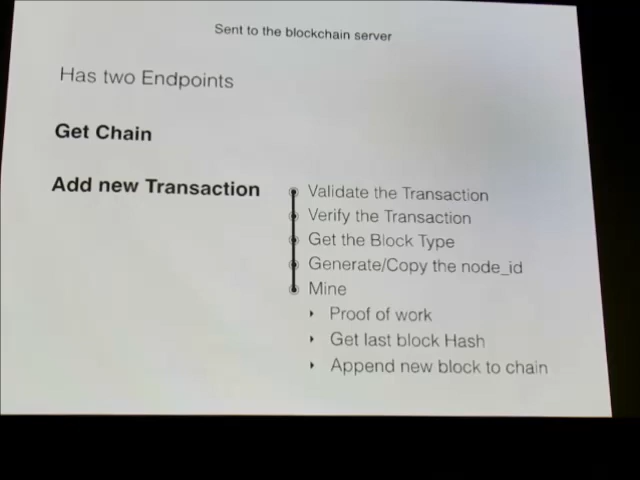 Sent to the blockchain server
Has two Endpoints
Get Chain
Add new Transaction
Validate the Transaction
Verify the Transaction
Get the Block Type
Generate/Copy the node_id
Mine
Proof of work
Get last block Hash
Append new block to chain